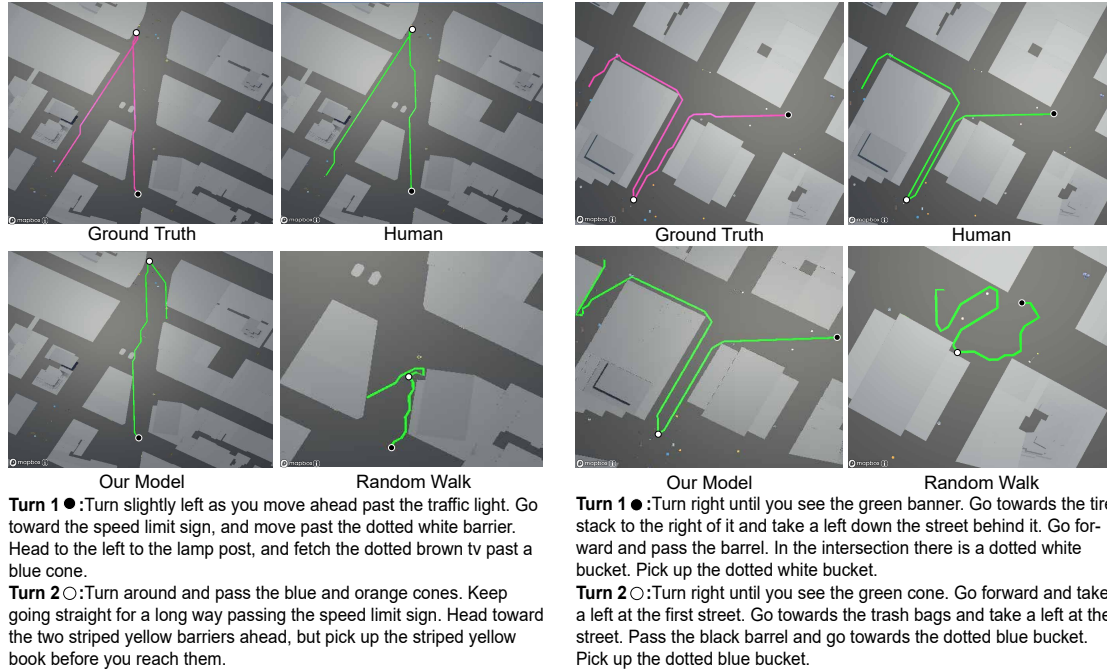 mapbox
mapbox
mapbox
mapbox
Ground Truth
Human
Ground Truth
Human
mapbox
mapbox
mapbox
mapbox
Our Model
Random Walk
Our Model
Random Walk
Turn 1 ●:Turn slightly left as you move ahead past the traffic light. Go
toward the speed limit sign, and move past the dotted white barrier.
Head to the left to the lamp post, and fetch the dotted brown tv past a
blue cone.
Turn 2 ○:Turn around and pass the blue and orange cones. Keep
going straight for a long way passing the speed limit sign. Head toward
the two striped yellow barriers ahead, but pick up the striped yellow
book before you reach them.
Turn 1 ●:Turn right until you see the green banner. Go towards the tire
stack to the right of it and take a left down the street behind it. Go for-
ward and pass the barrel. In the intersection there is a dotted white
bucket. Pick up the dotted white bucket.
Turn 2 ○:Turn right until you see the green cone. Go forward and take
a left at the first street. Go towards the trash bags and take a left at the
street. Pass the black barrel and go towards the dotted blue bucket.
Pick up the dotted blue bucket.